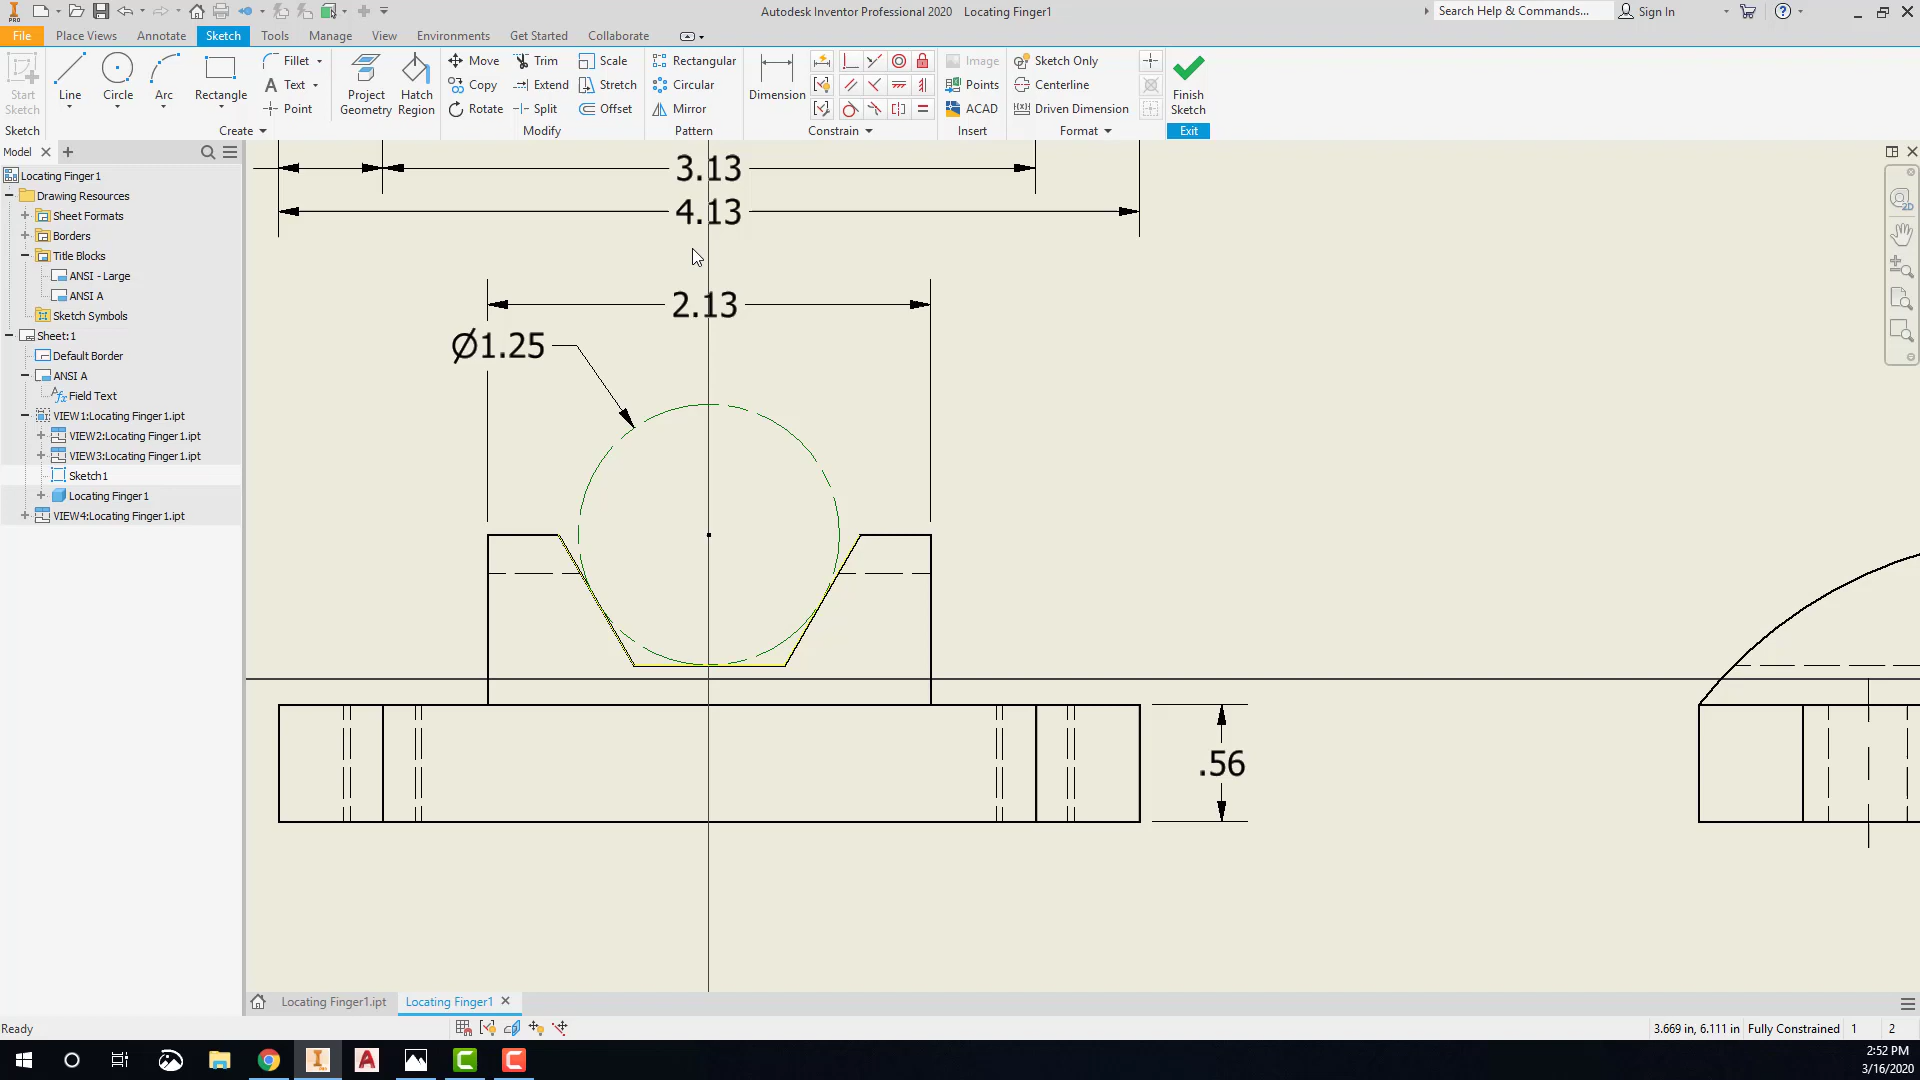 PRO
Autodesk Inventor Professional 2020 Locating Finger1
Search Help & Commands...
Sign In
File Place Views Annotate Sketch Tools Manage View Environments Get Started Collaborate
Start Sketch
Line
Circle
Arc
Rectangle
Fillet
Text
Point
Project Geometry
Hatch Region
Move
Copy
Rotate
Trim
Extend
Split
Scale
Stretch
Offset
Rectangular
Circular
Mirror
Dimension
Image
Points
ACAD
Sketch Only
Centerline
Driven Dimension
Finish Sketch
Sketch Create Modify Pattern Constrain Insert Format Exit
Model
Locating Finger1
Drawing Resources
Sheet Formats
Borders
Title Blocks
ANSI - Large
ANSI A
Sketch Symbols
Sheet:1
Default Border
ANSI A
Field Text
VIEW1:Locating Finger1.ipt
VIEW2:Locating Finger1.ipt
VIEW3:Locating Finger1.ipt
Sketch1
Locating Finger1
VIEW4:Locating Finger1.ipt
3.13
4.13
2.13
Ø1.25
.56
2D
Locating Finger1.ipt Locating Finger1
Ready
3.669 in, 6.111 in Fully Constrained 1 2
2:52 PM
3/16/2020